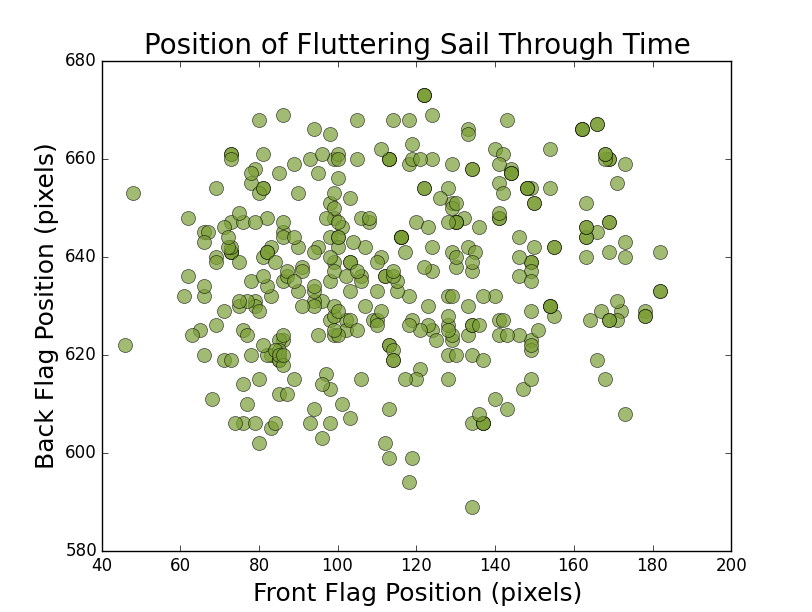 Position of Fluttering Sail Through Time
680
660
640
620
600
580
Back Flag Position (pixels)
40 60 80 100 120 140 160 180 200
Front Flag Position (pixels)